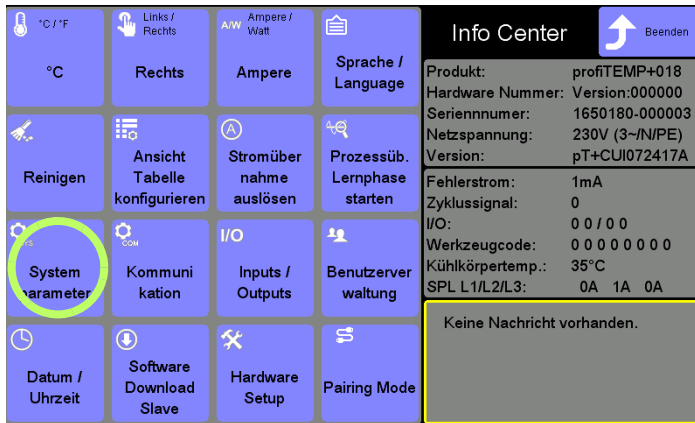 °C / °F
°C
Links /
Rechts
Rechts
A/W Ampere /
Watt
Ampere
Sprache /
Language
Reinigen
Ansicht
Tabelle
konfigurieren
A
Stromüber
nahme
auslösen
Prozessüb.
Lernphase
starten
SYS
System
parameter
COM
Kommuni
kation
I/O
Inputs /
Outputs
Benutzerver
waltung
Datum /
Uhrzeit
Software
Download
Slave
Hardware
Setup
Pairing Mode
Info Center
Beenden
Produkt: profiTEMP+018
Hardware Nummer: Version:000000
Seriennnumer: 1650180-000003
Netzspannung: 230V (3~/N/PE)
Version: pT+CUI072417A
Fehlerstrom: 1mA
Zyklussignal: 0
I/O: 0 0 / 0 0
Werkzeugcode: 0 0 0 0 0 0 0 0
Kühlkörpertemp.: 35°C
SPL L1/L2/L3: 0A 1A 0A
Keine Nachricht vorhanden.